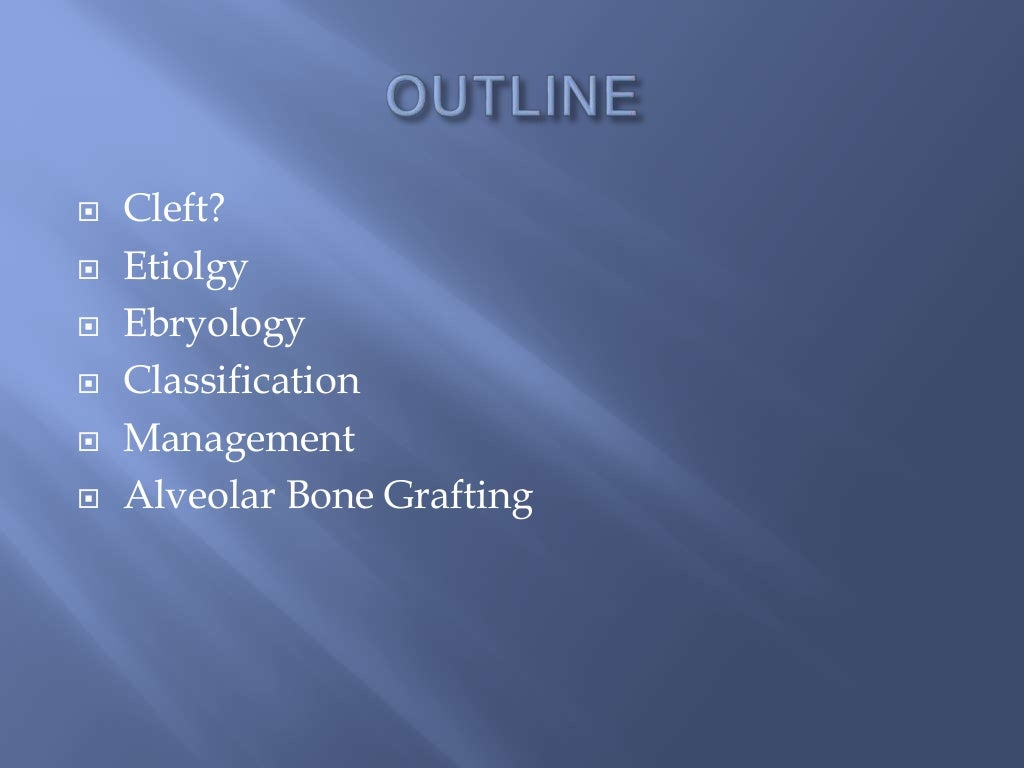 OUTLINE
Cleft?
Etiolgy
Ebryology
Classification
Management
Alveolar Bone Grafting